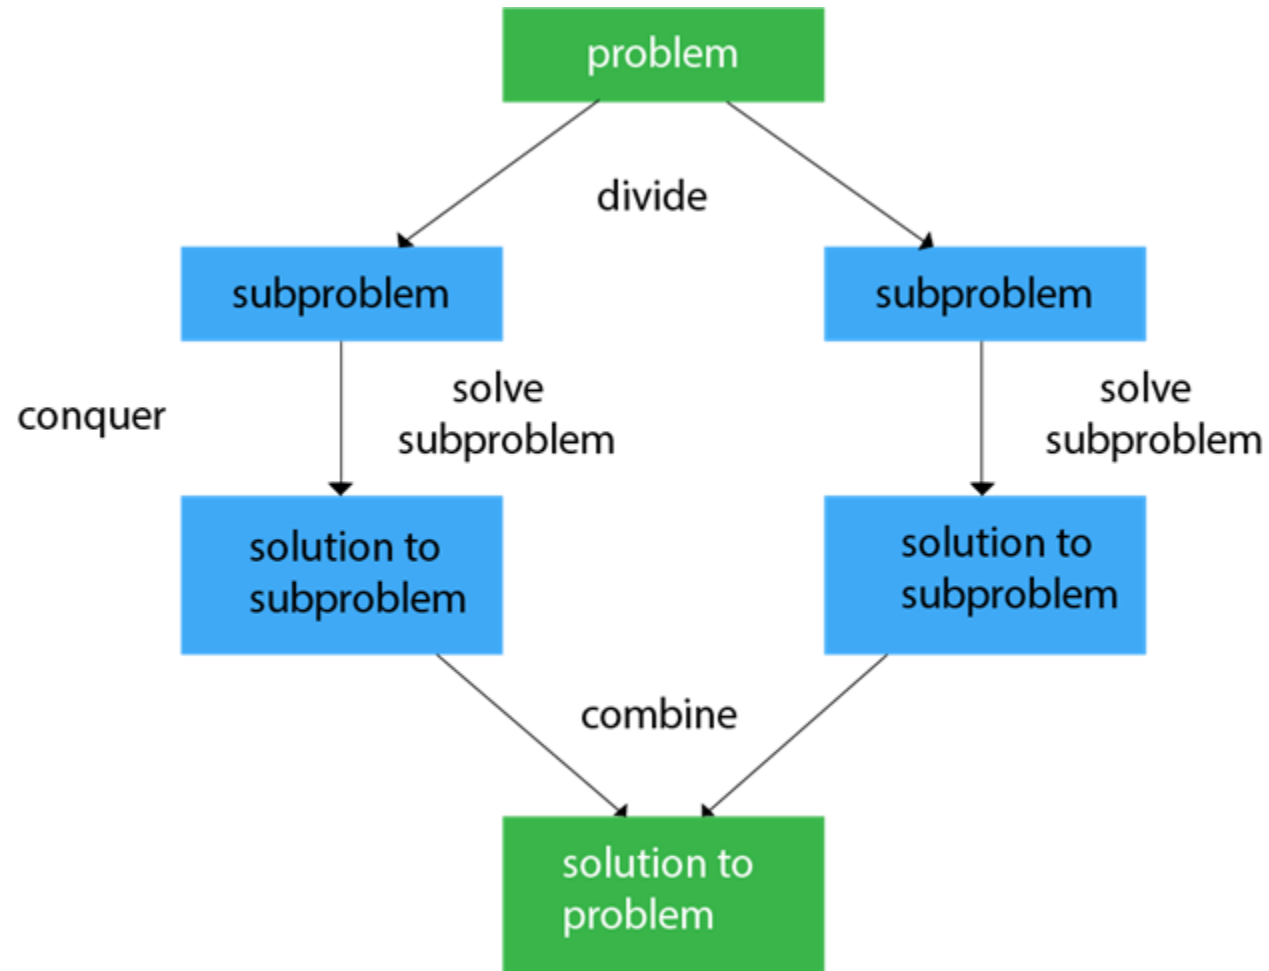 problem
divide
subproblem
subproblem
conquer
solve
subproblem
solve
subproblem
solution to
subproblem
solution to
subproblem
combine
solution to
problem